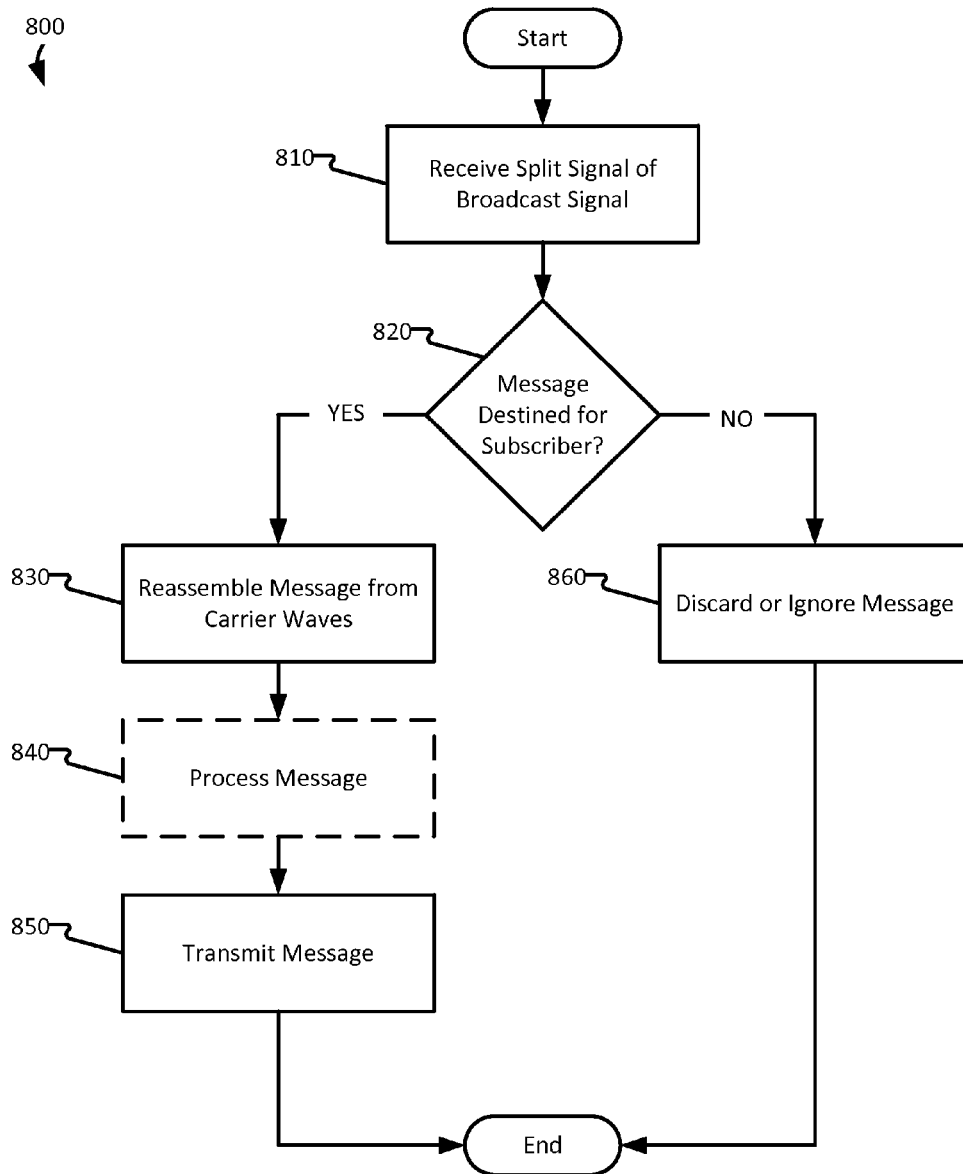 800
Start
810
Receive Split Signal of
Broadcast Signal
820
Message
Destined for
Subscriber?
YES
NO
830
Reassemble Message from
Carrier Waves
860
Discard or Ignore Message
840
Process Message
850
Transmit Message
End